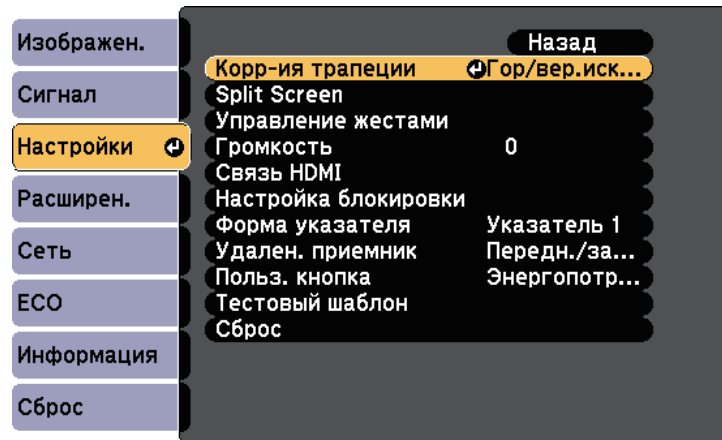 Изображен.
Сигнал
Настройки
Расширен.
Сеть
ECO
Информация
Сброс
Назад
Корр-ия трапеции Гор/вер.иск...
Split Screen
Управление жестами
Громкость 0
Связь HDMI
Настройка блокировки
Форма указателя Указатель 1
Удален. приемник Передн./за...
Польз. кнопка Энергопотр...
Тестовый шаблон
Сброс